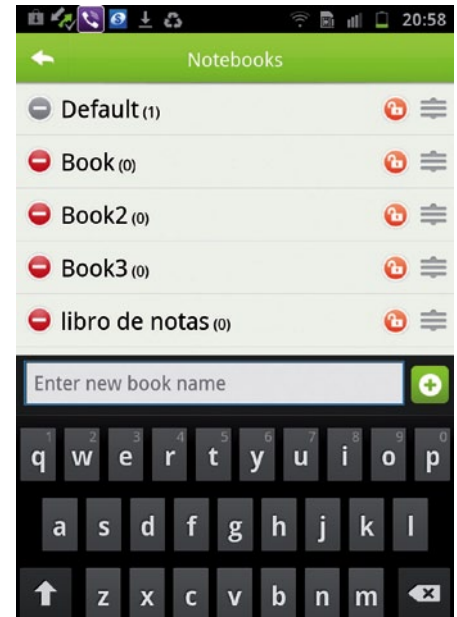 20:58
Notebooks
Default (1)
Book (0)
Book2 (0)
Book3 (0)
libro de notas (0)
Enter new book name
1 2 3 4 5 6 7 8 9 0
q w e r t y u i o p
a s d f g h j k l
z x c v b n m